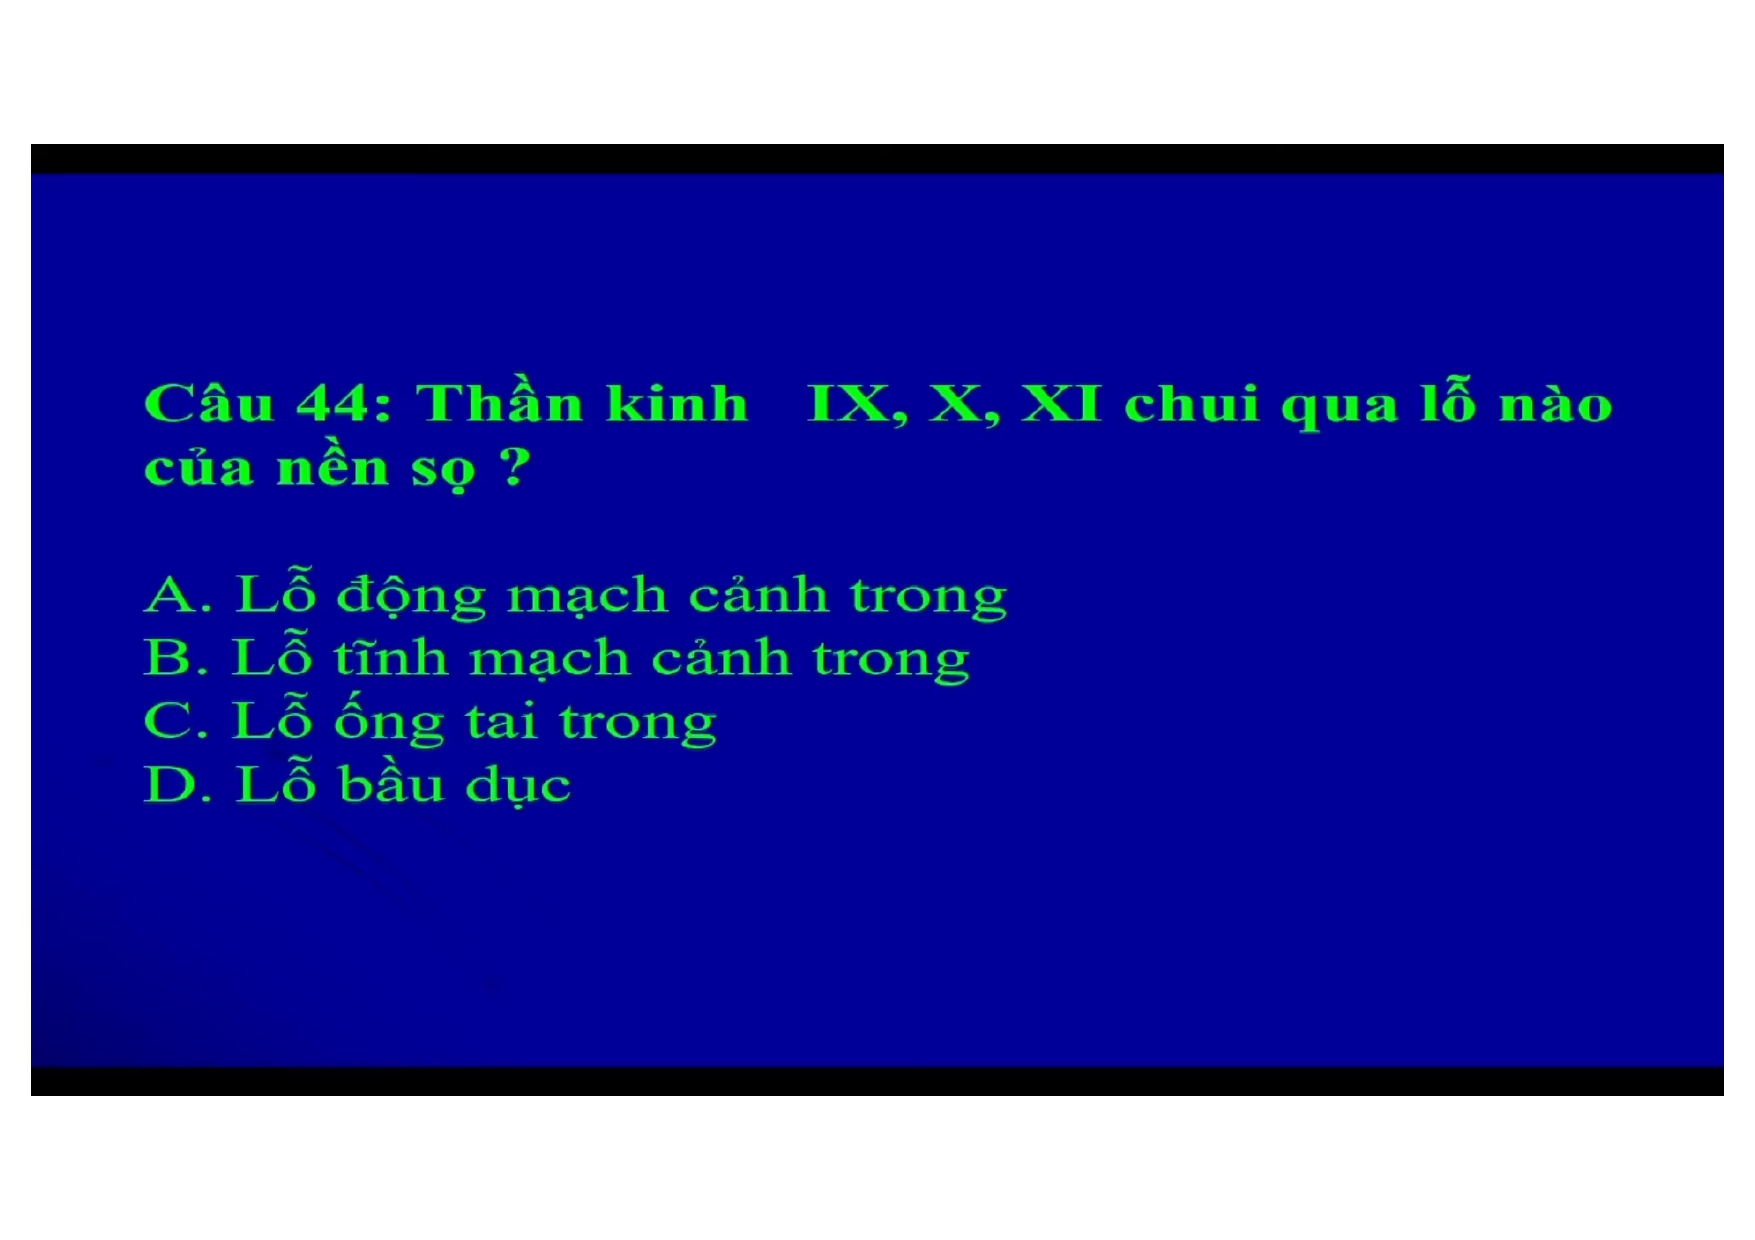 Câu 44: Thần kinh IX, X, XI chui qua lỗ nào
của nền sọ ?
A. Lỗ động mạch cảnh trong
B. Lỗ tĩnh mạch cảnh trong
C. Lỗ ống tai trong
D. Lỗ bầu dục